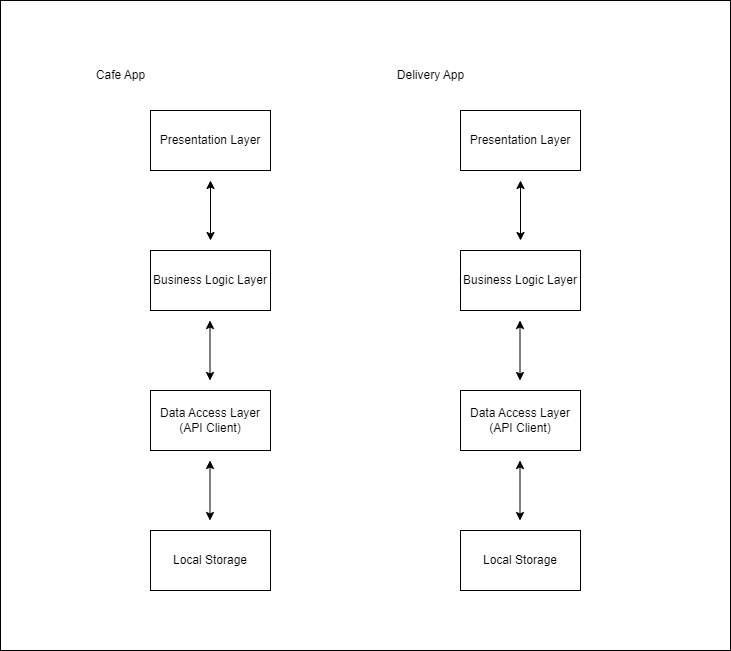 Cafe App
Delivery App
Presentation Layer
Presentation Layer
Business Logic Layer
Business Logic Layer
Data Access Layer
(API Client)
Data Access Layer
(API Client)
Local Storage
Local Storage